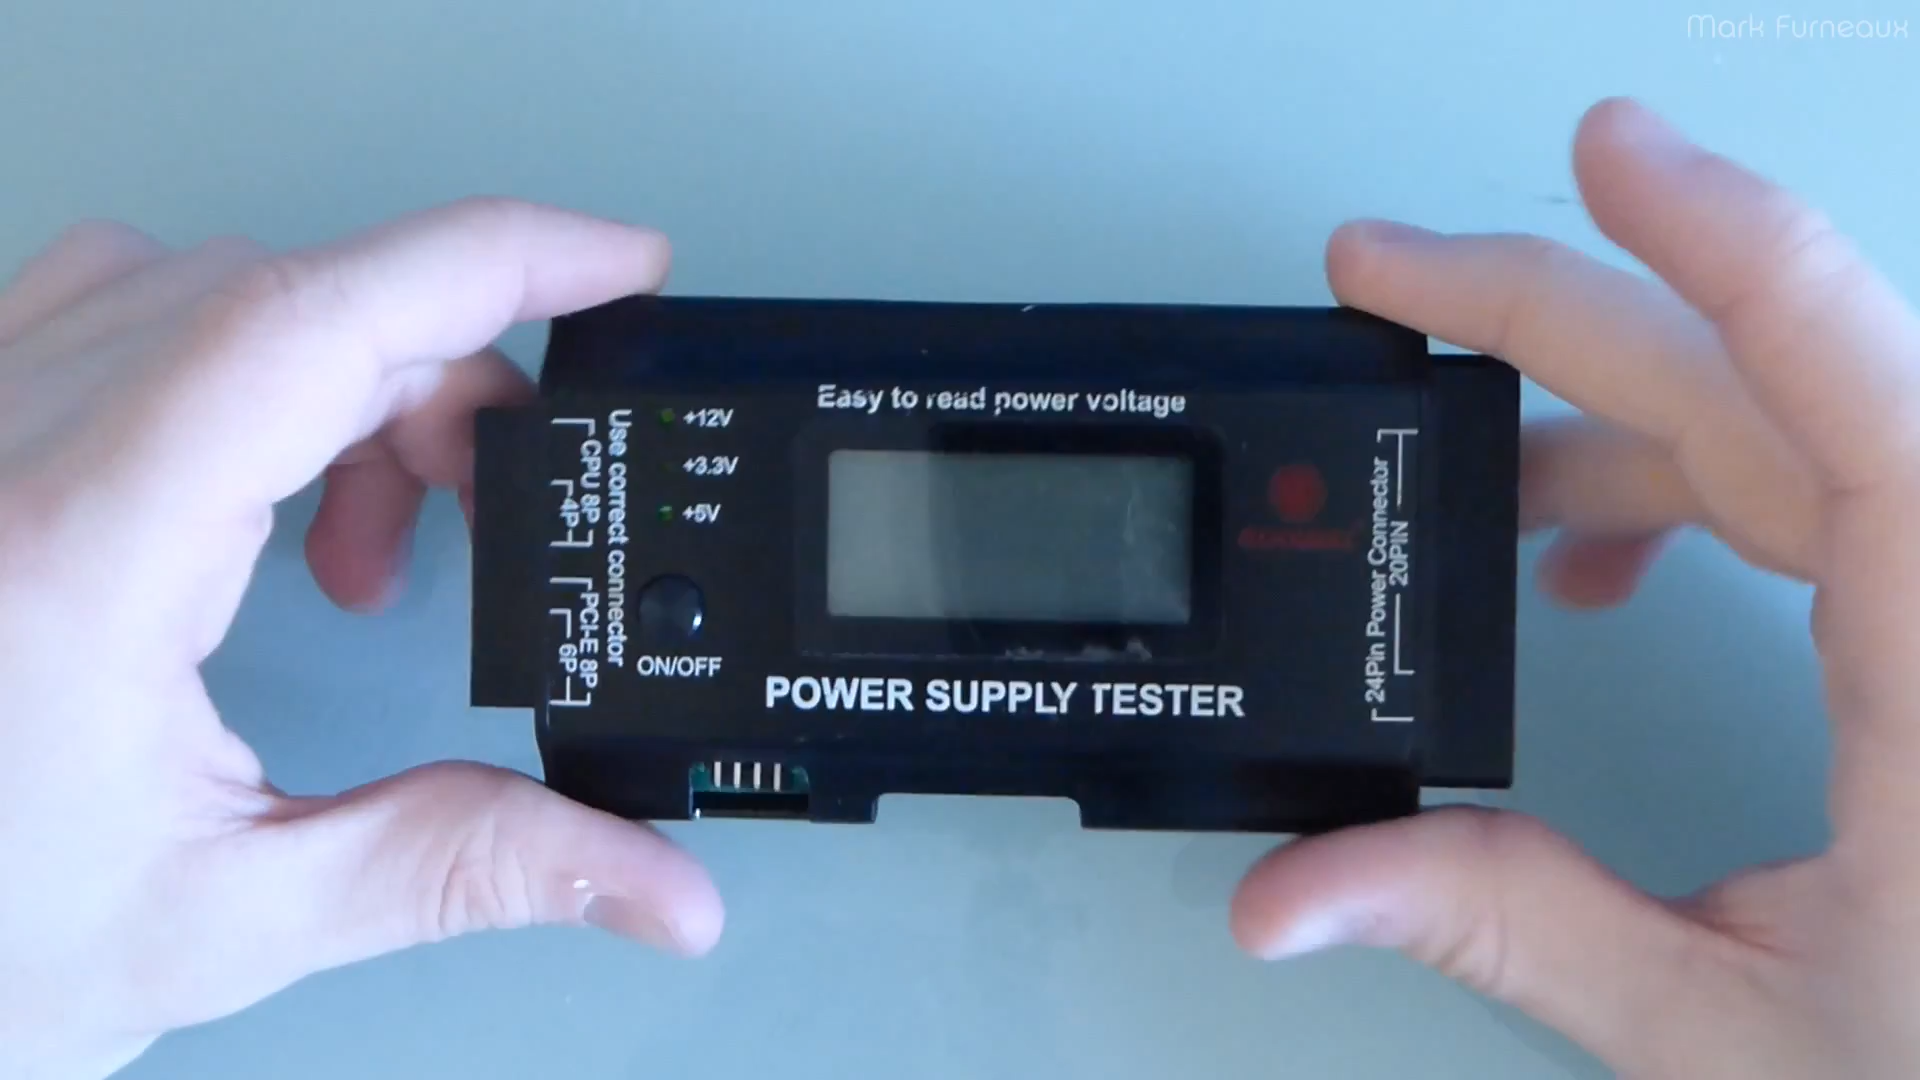 Mark Furneaux
Easy to read power voltage
+12V
+3.3V
+5V
Use correct connector
CPU 8P
4P
PCI-E 8P
6P
ON/OFF
POWER SUPPLY TESTER
24Pin Power Connector
20PIN